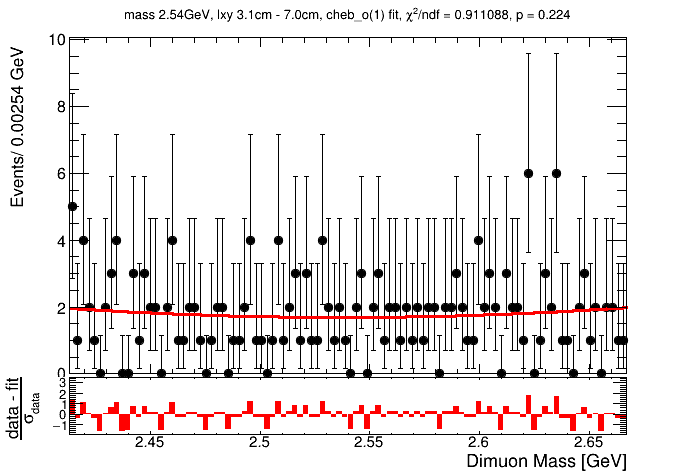 mass 2.54GeV, lxy 3.1cm - 7.0cm, cheb_o(1) fit, χ²/ndf = 0.911088, p = 0.224
Events/ 0.00254 GeV
10
8
6
4
2
0
data - fit
σdata
3
2
1
0
−1
2.45 2.5 2.55 2.6 2.65
Dimuon Mass [GeV]